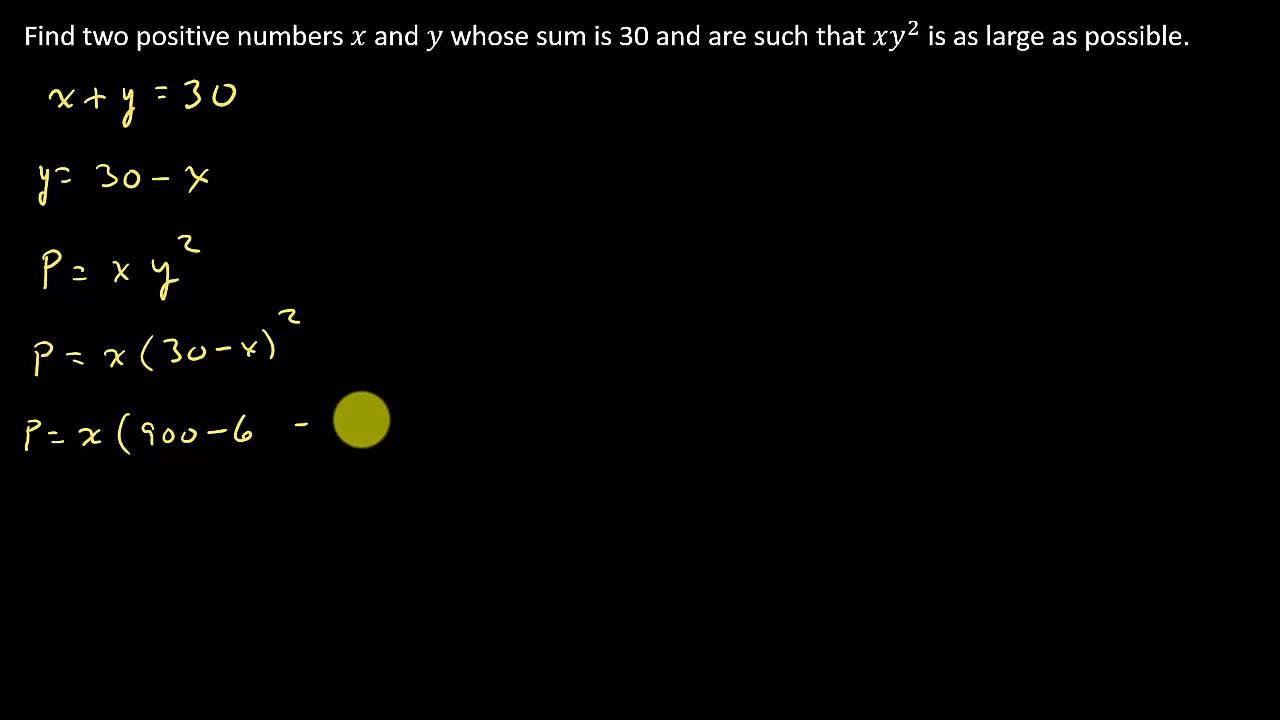 Find two positive numbers x and y whose sum is 30 and are such that xy² is as large as possible.
x + y = 30
y = 30 - x
P = x y²
P = x (30 - x)²
P = x (900 - 6 -